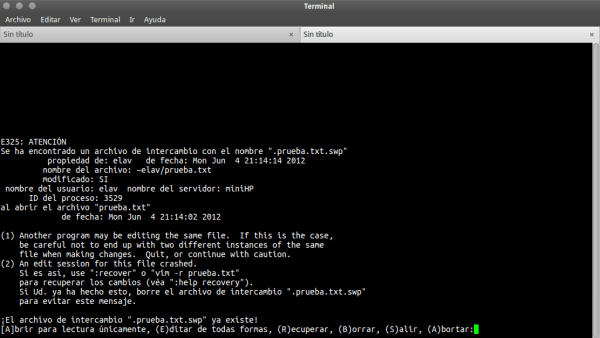 Terminal
Archivo Editar Ver Terminal Ir Ayuda
Sin título × Sin título ×
E325: ATENCIÓN
Se ha encontrado un archivo de intercambio con el nombre ".prueba.txt.swp"
propiedad de: elav de fecha: Mon Jun 4 21:14:14 2012
nombre del archivo: ~elav/prueba.txt
modificado: SI
nombre del usuario: elav nombre del servidor: miniHP
ID del proceso: 3529
al abrir el archivo "prueba.txt"
de fecha: Mon Jun 4 21:14:02 2012
(1) Another program may be editing the same file. If this is the case,
be careful not to end up with two different instances of the same
file when making changes. Quit, or continue with caution.
(2) An edit session for this file crashed.
Si es así, use ":recover" o "vim -r prueba.txt"
para recuperar los cambios (véa ":help recovery").
Si Ud. ya ha hecho esto, borre el archivo de intercambio ".prueba.txt.swp"
para evitar este mensaje.
¡El archivo de intercambio ".prueba.txt.swp" ya existe!
[A]brir para lectura únicamente, (E)ditar de todas formas, (R)ecuperar, (B)orrar, (S)alir, (A)bortar: